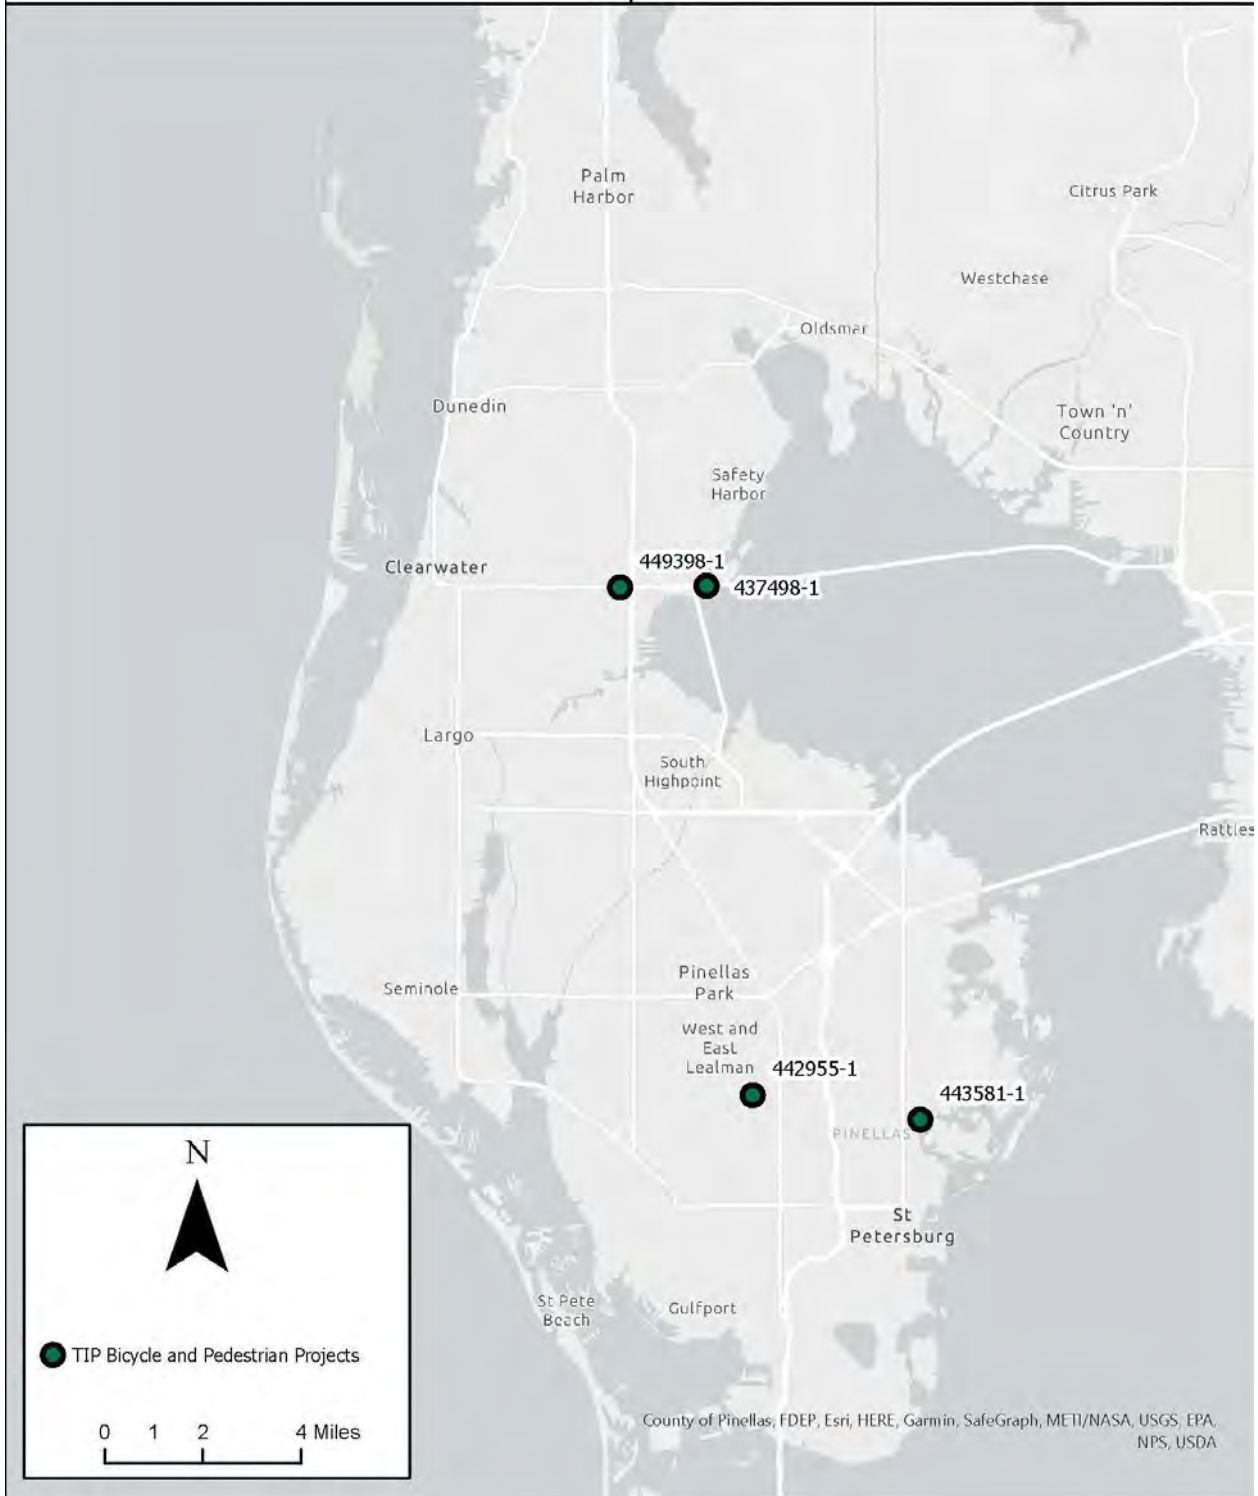 Palm
Harbor
Citrus Park
Westchase
Oldsmar
Dunedin
Town 'n'
Country
Safety
Harbor
449398-1
Clearwater
437498-1
Largo
South
Highpoint
Rattles
Pinellas
Park
Seminole
West and
East
Lealman
442955-1
443581-1
PINELLAS
St
Petersburg
St Pete
Beach
Gulfport
N
TIP Bicycle and Pedestrian Projects
0 1 2 4 Miles
County of Pinellas, FDEP, Esri, HERE, Garmin, SafeGraph, METI/NASA, USGS, EPA,
NPS, USDA